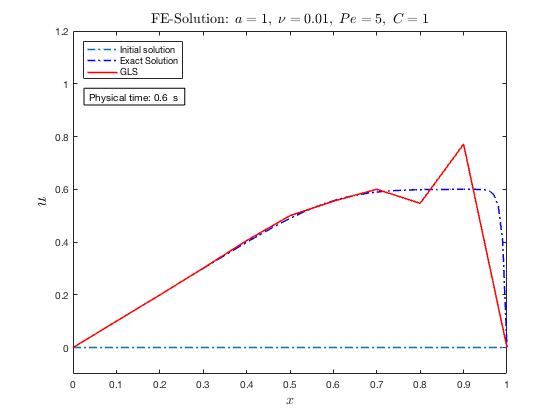 FE-Solution: a = 1, ν = 0.01, Pe = 5, C = 1
1.2
Initial solution
Exact Solution
GLS
1
Physical time: 0.6 s
0.8
0.6
u
0.4
0.2
0
0 0.1 0.2 0.3 0.4 0.5 0.6 0.7 0.8 0.9 1
x